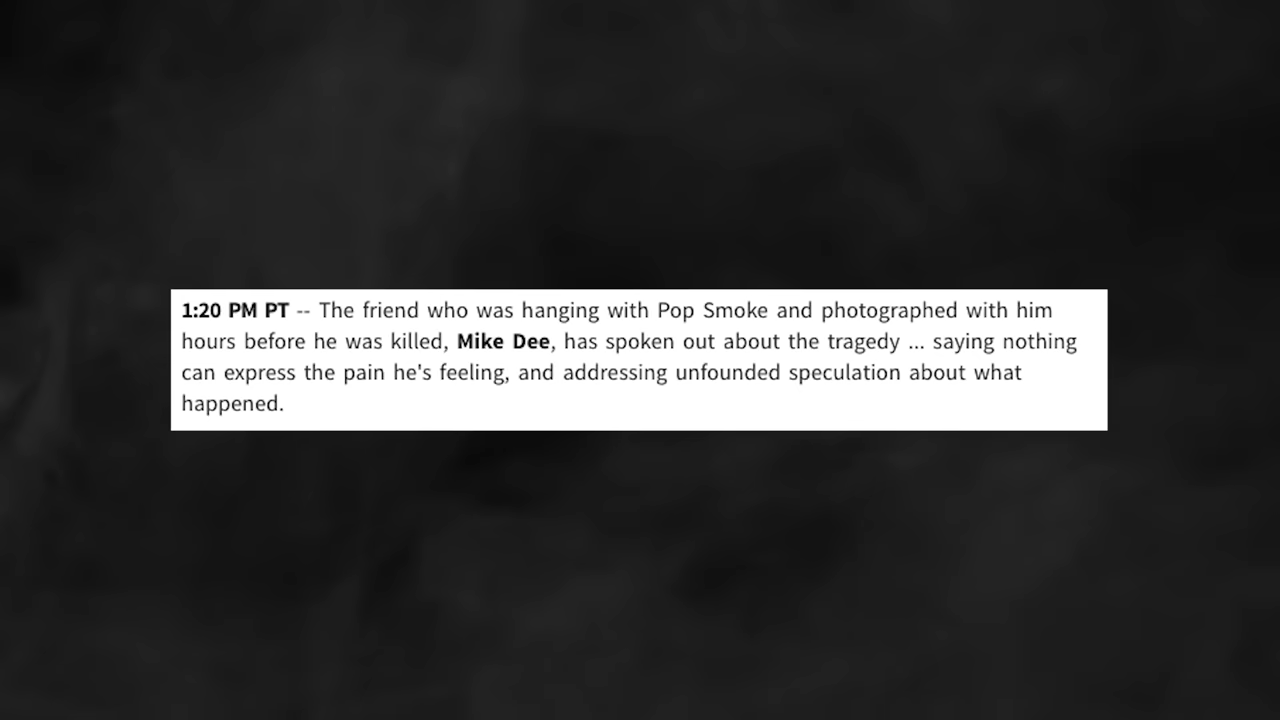 1:20 PM PT -- The friend who was hanging with Pop Smoke and photographed with him
hours before he was killed, Mike Dee, has spoken out about the tragedy ... saying nothing
can express the pain he's feeling, and addressing unfounded speculation about what
happened.